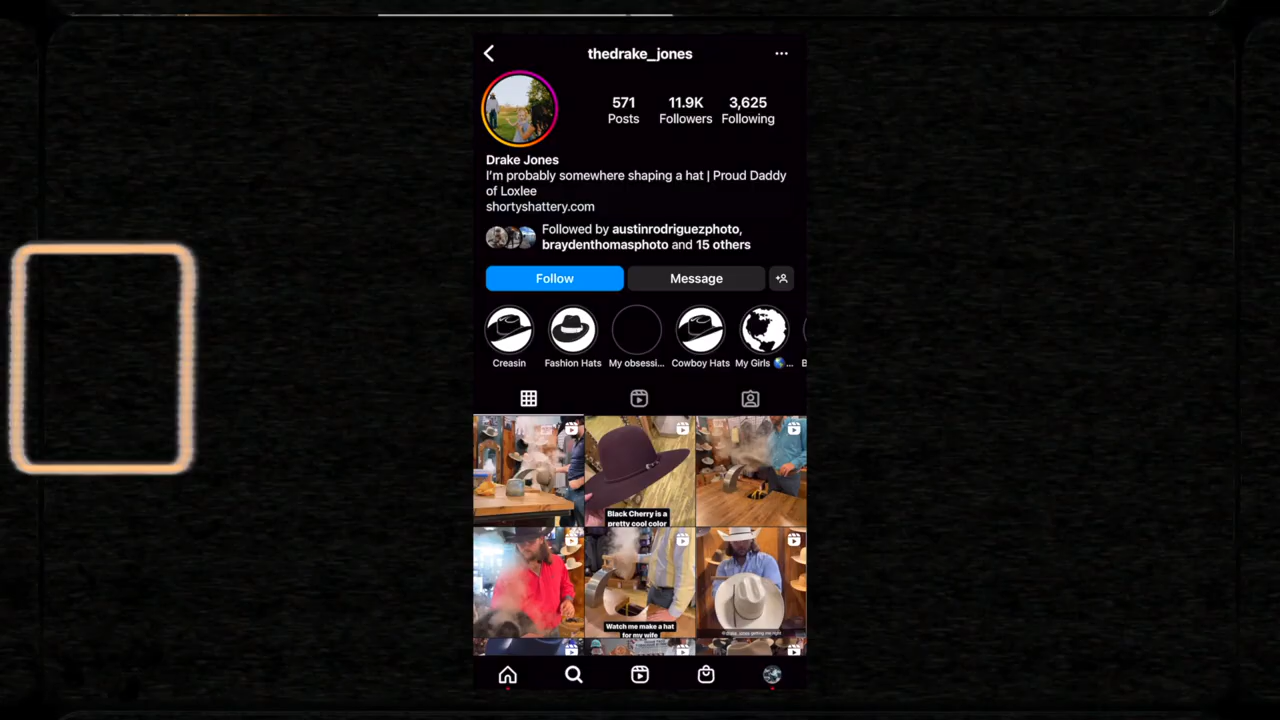 thedrake_jones
571
11.9K
3,625
Posts
Followers
Following
Drake Jones
I'm probably somewhere shaping a hat | Proud Daddy
of Loxlee
shortyshattery.com
Followed by austinrodriguezphoto,
braydenthomasphoto and 15 others
Follow
Message
Creasin
Fashion Hats
My obsessi...
Cowboy Hats
My Girls 🌎...
B
Black Cherry is a
pretty cool color
Watch me make a hat
for my wife